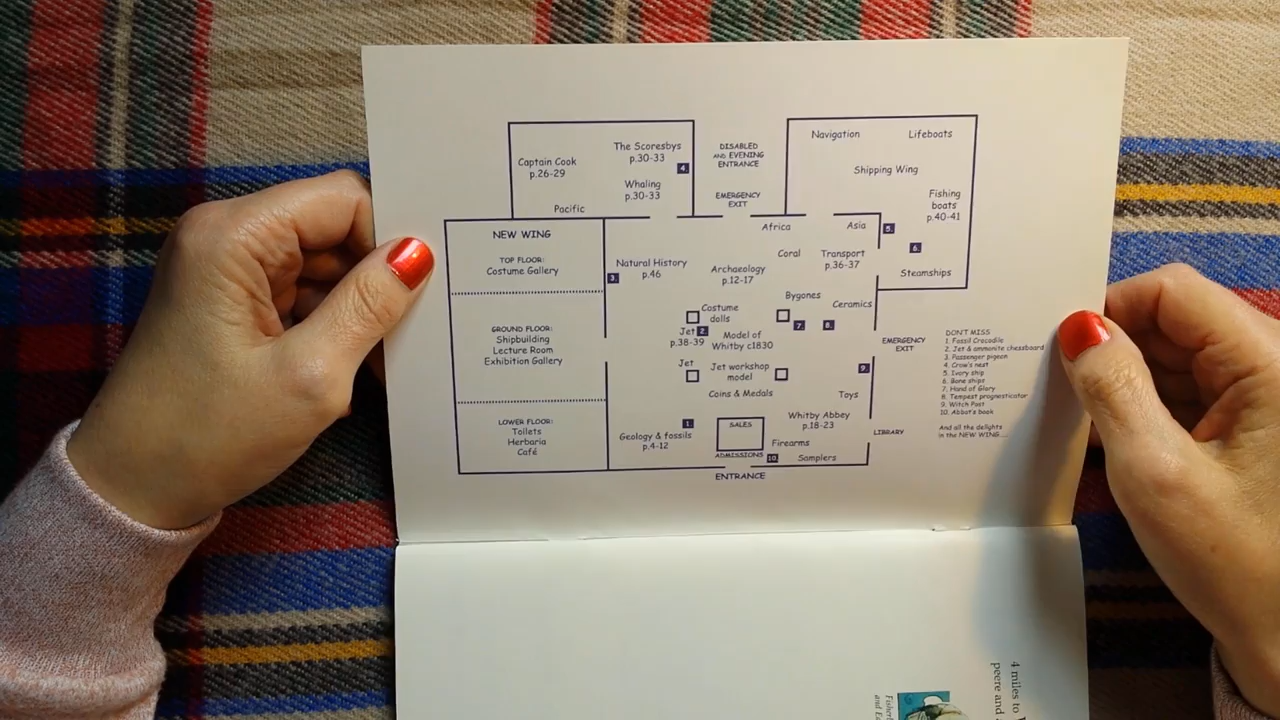 Captain Cook
p.26-29
The Scoresbys
p.30-33
4.
Whaling
p.30-33
Pacific
DISABLED
AND EVENING
ENTRANCE
EMERGENCY
EXIT
Navigation
Lifeboats
Shipping Wing
Fishing
boats
p.40-41
5.
6.
Steamships
NEW WING
TOP FLOOR:
Costume Gallery
GROUND FLOOR:
Shipbuilding
Lecture Room
Exhibition Gallery
LOWER FLOOR:
Toilets
Herbaria
Café
Africa
Asia
Natural History
p.46
3.
Archaeology
p.12-17
Coral
Transport
p.36-37
Bygones
Ceramics
7.
8.
Costume
dolls
Jet 2
p.38-39
Model of
Whitby c1830
Jet
Jet workshop
model
Coins & Medals
9.
Toys
1
Geology & fossils
p.4-12
SALES
ADMISSIONS
10.
Whitby Abbey
p.18-23
Firearms
Samplers
ENTRANCE
EMERGENCY
EXIT
LIBRARY
DON'T MISS
1. Fossil Crocodile
2. Jet & ammonite chessboard
3. Passenger pigeon
4. Crow's nest
5. Ivory ship
6. Bone ships
7. Hand of Glory
8. Tempest prognosticator
9. Witch Post
10. Abbot's book
And all the delights
in the NEW WING....
4 miles to
peere and
and